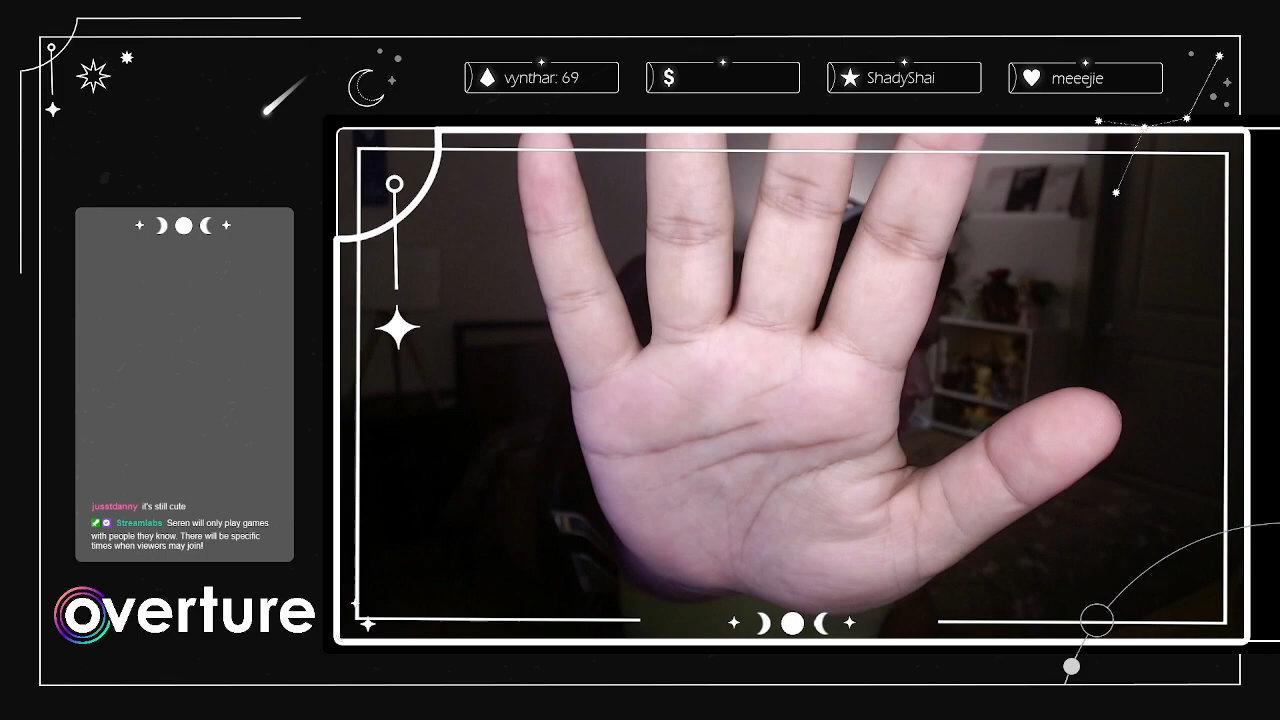 vynthar: 69
$
ShadyShai
meeejie
jusstdanny it's still cute
Streamlabs Seren will only play games
with people they know. There will be specific
times when viewers may join!
overture